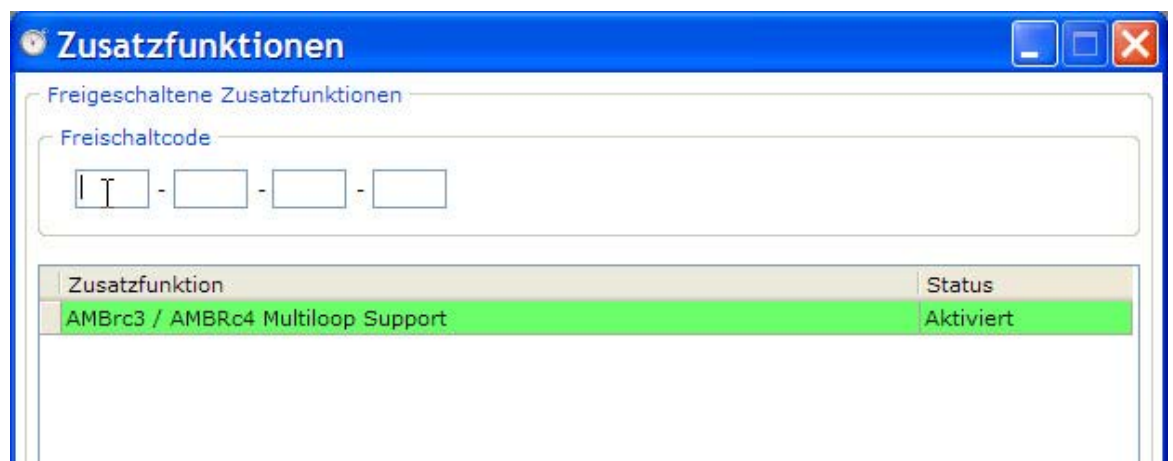 Zusatzfunktionen
Freigeschaltene Zusatzfunktionen
Freischaltcode
- - -
Zusatzfunktion Status
AMBrc3 / AMBRc4 Multiloop Support Aktiviert